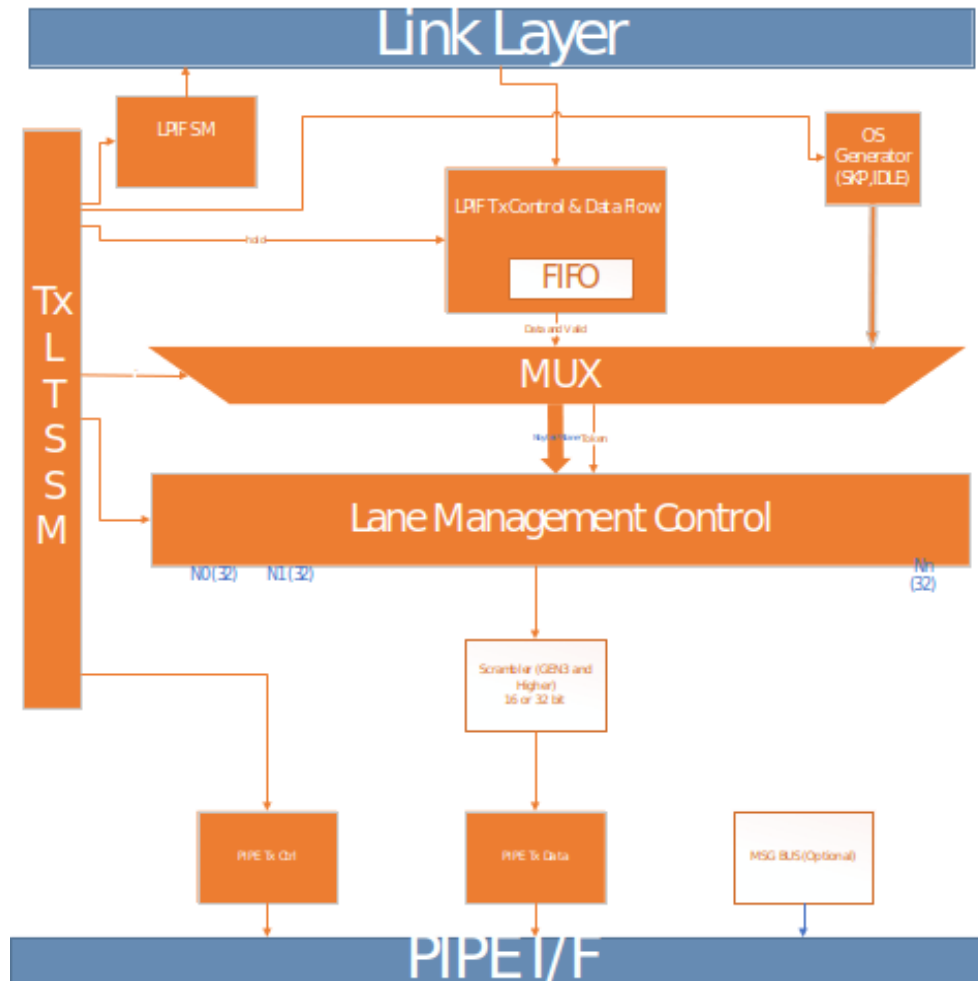 Link Layer
LPIF SM
OS
Generator
(SKP,IDLE)
LPIF Tx Control & Data Flow
hold
FIFO
Tx
L
T
S
S
M
Data and Valid
MUX
Token
Lane Management Control
N0 (32)
N1 (32)
Nn
(32)
Scrambler (GEN3 and
Higher)
16 or 32 bit
PIPE Tx Ctrl
PIPE Tx Data
MSG BUS (Optional)
PIPE I/F